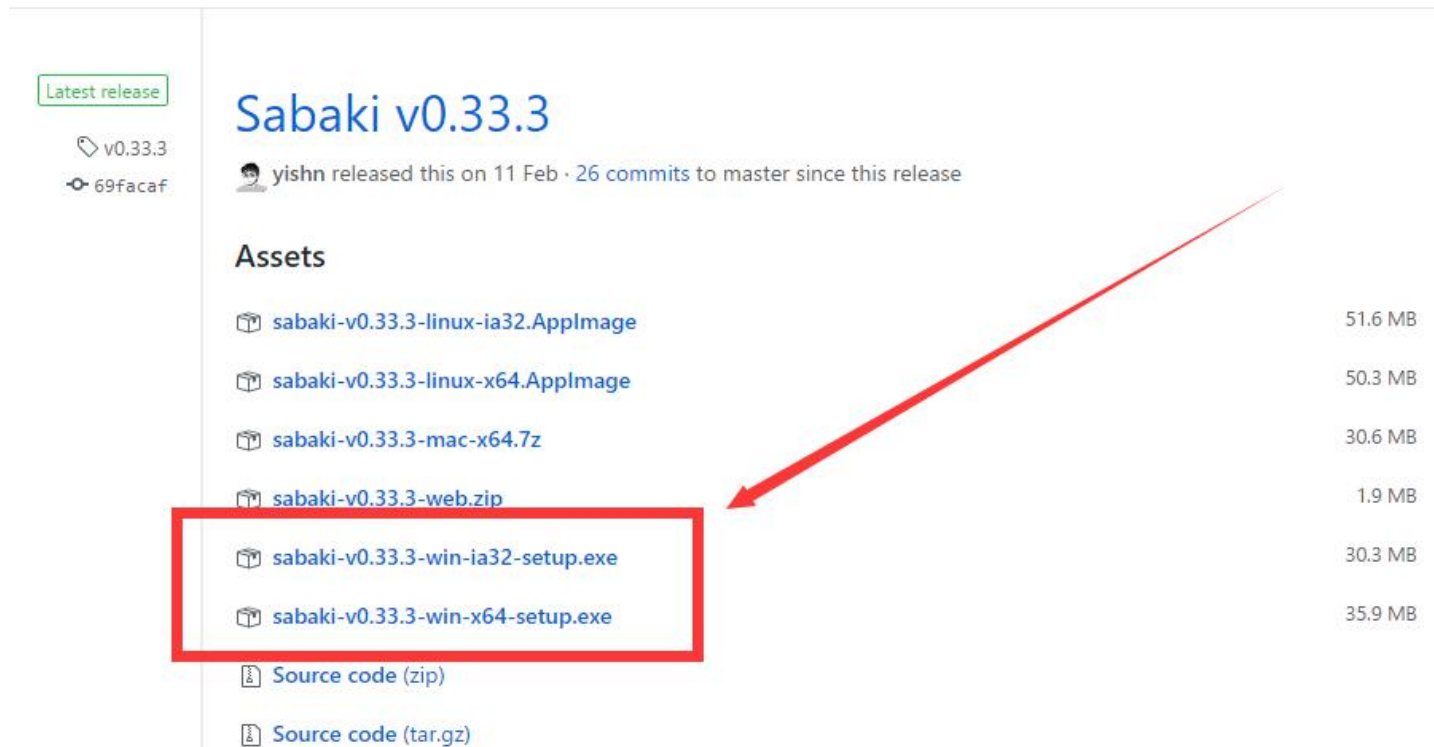 Latest release
v0.33.3
69facaf
Sabaki v0.33.3
yishn released this on 11 Feb · 26 commits to master since this release
Assets
sabaki-v0.33.3-linux-ia32.AppImage 51.6 MB
sabaki-v0.33.3-linux-x64.AppImage 50.3 MB
sabaki-v0.33.3-mac-x64.7z 30.6 MB
sabaki-v0.33.3-web.zip 1.9 MB
sabaki-v0.33.3-win-ia32-setup.exe 30.3 MB
sabaki-v0.33.3-win-x64-setup.exe 35.9 MB
Source code (zip)
Source code (tar.gz)